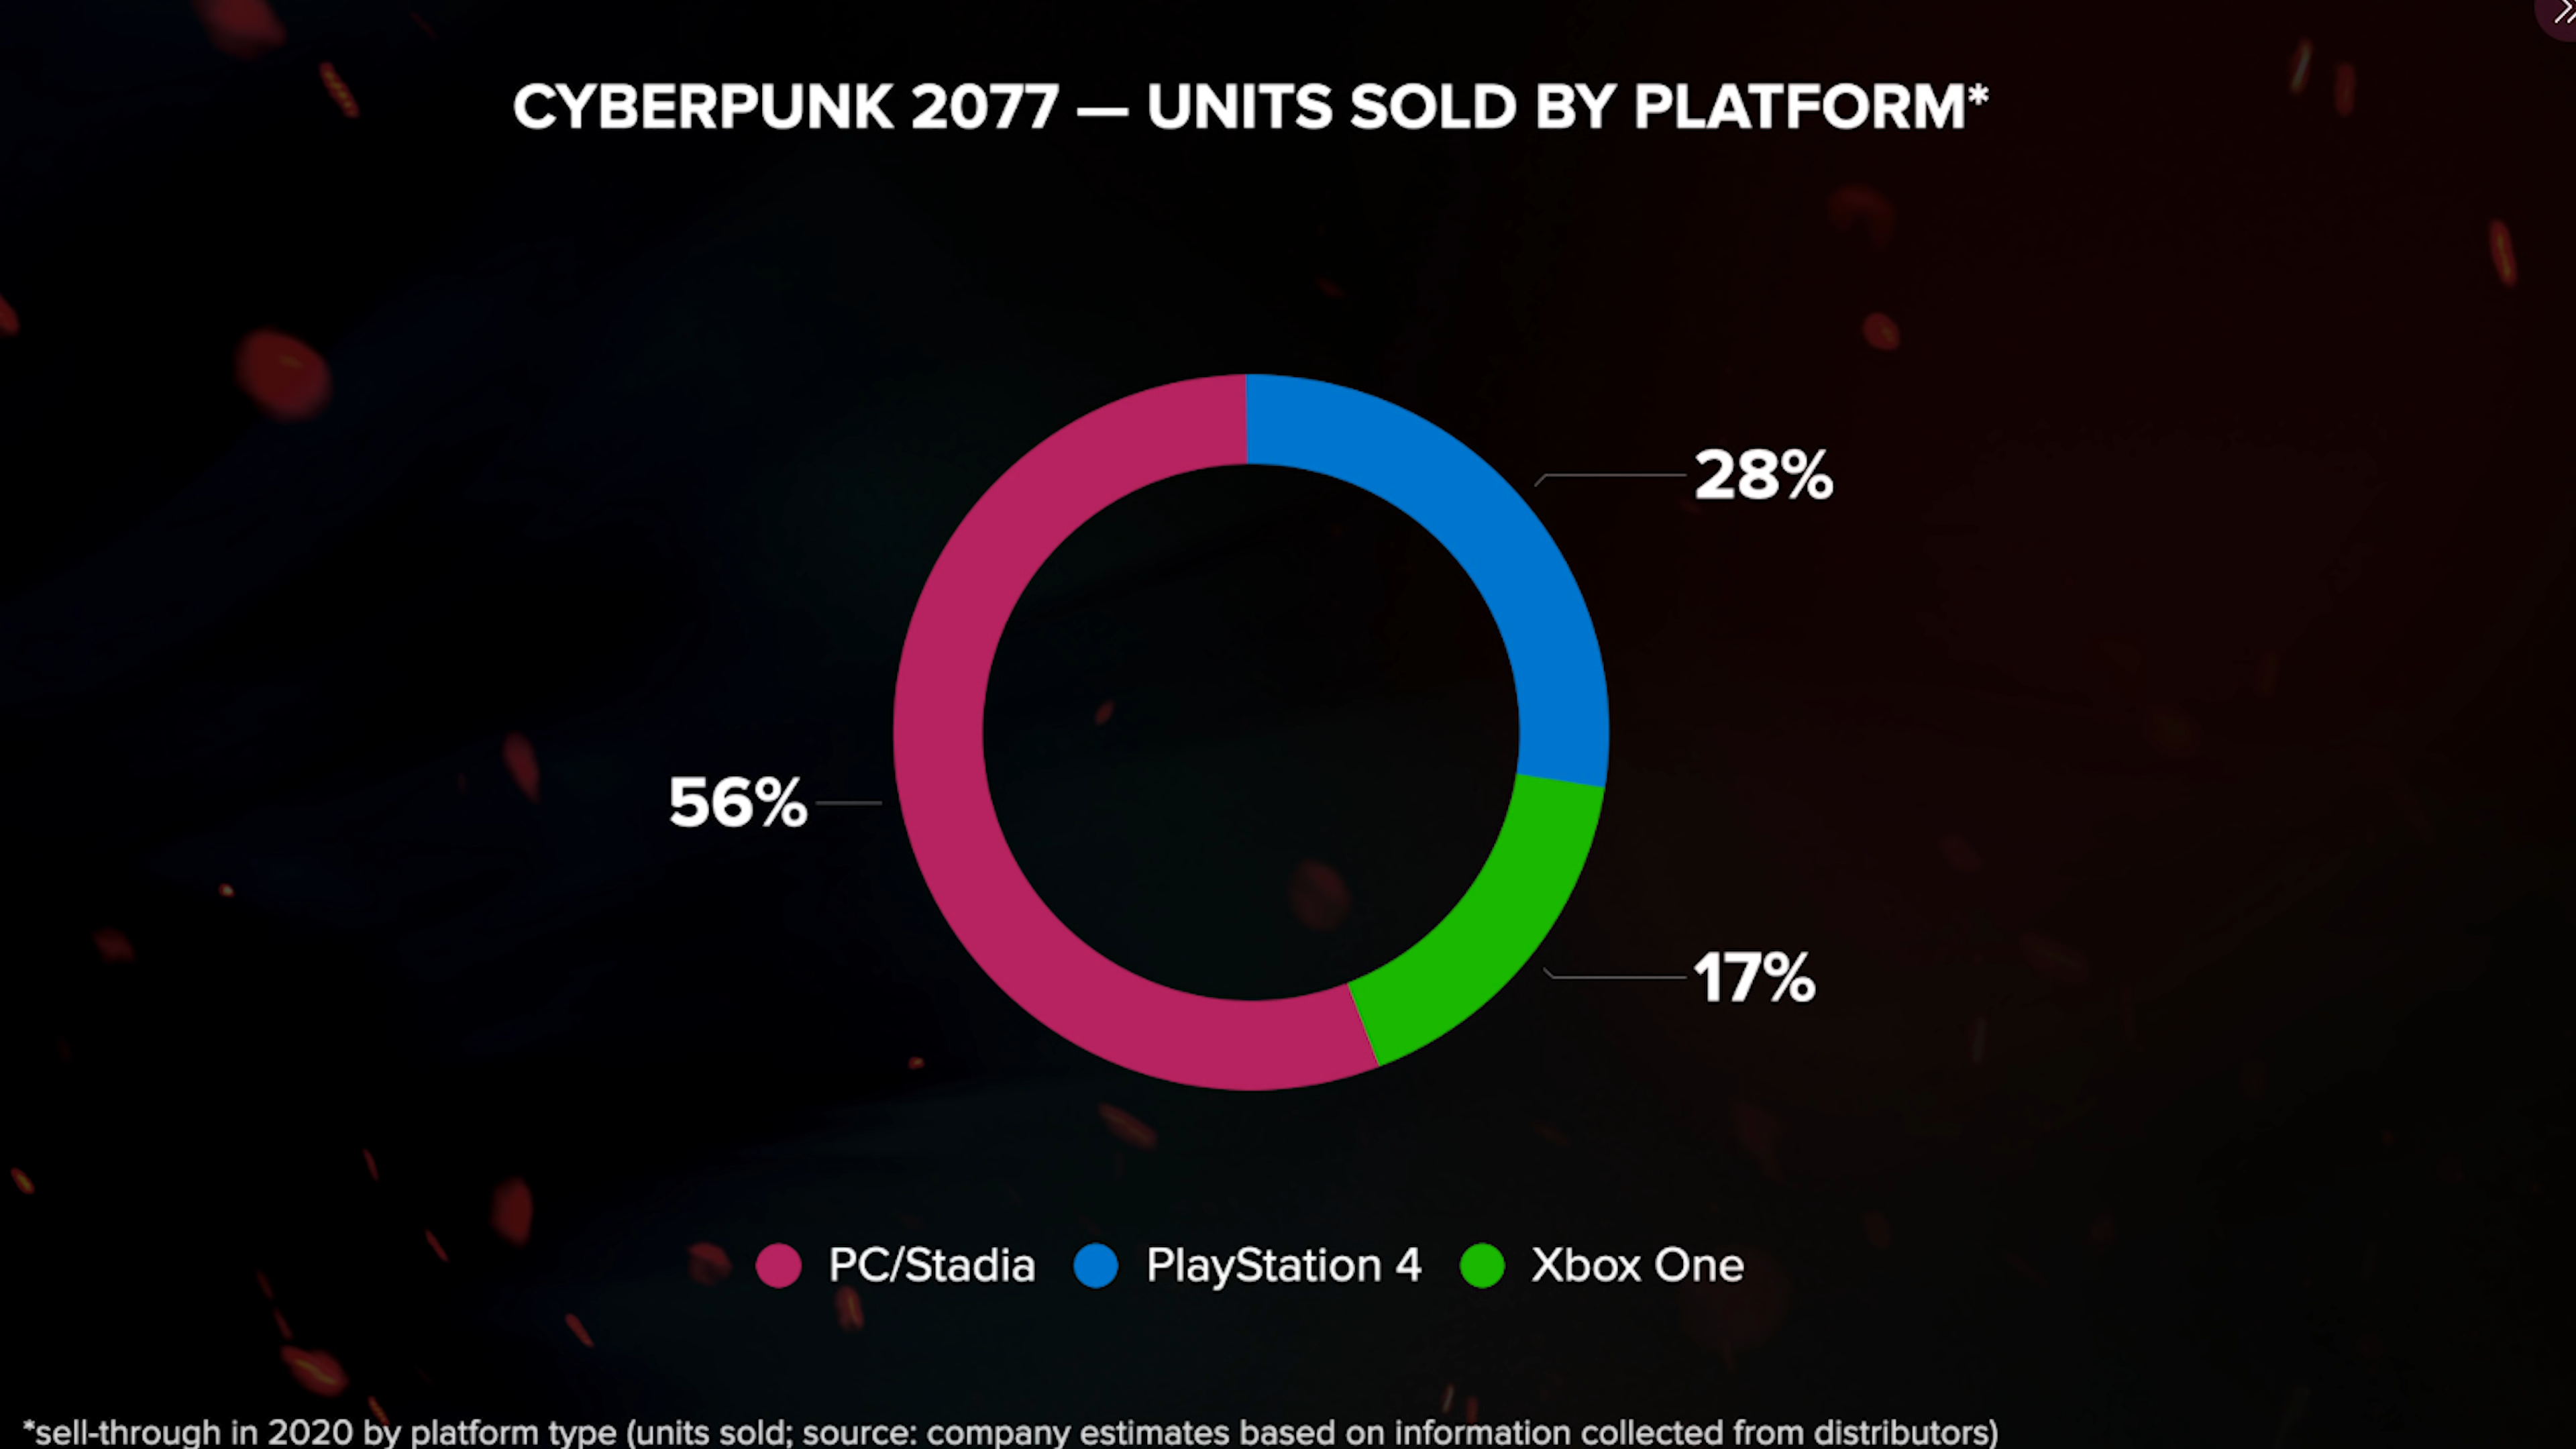 CYBERPUNK 2077 — UNITS SOLD BY PLATFORM*
28%
56%
17%
PC/Stadia PlayStation 4 Xbox One
*sell-through in 2020 by platform type (units sold; source: company estimates based on information collected from distributors)